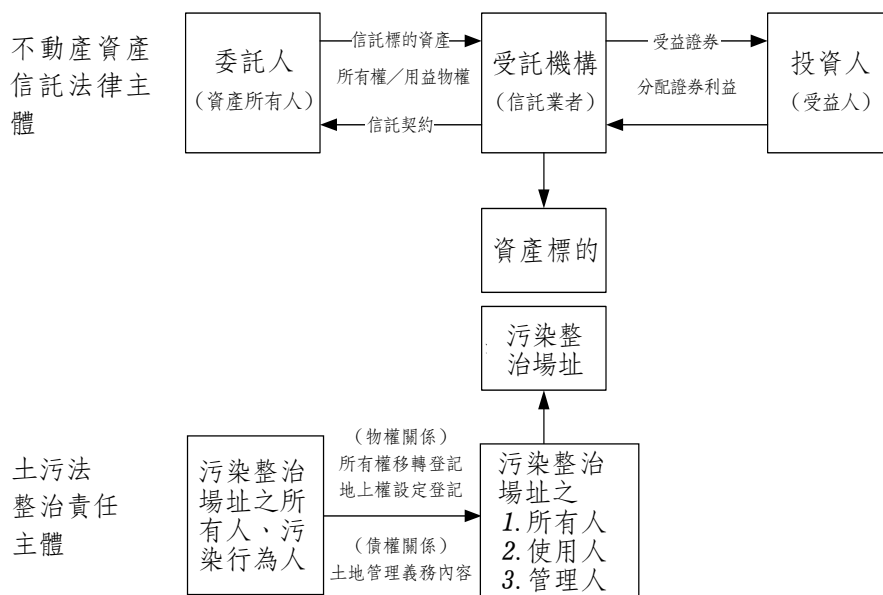 不動產資產
信託法律主
體
委託人
（資產所有人）
信託標的資產
所有權／用益物權
信託契約
受託機構
（信託業者）
受益證券
分配證券利益
投資人
（受益人）
資產標的
污染整
治場址
土污法
整治責任
主體
污染整治
場址之所
有人、污
染行為人
（物權關係）
所有權移轉登記
地上權設定登記
（債權關係）
土地管理義務內容
污染整治
場址之
1.所有人
2.使用人
3.管理人